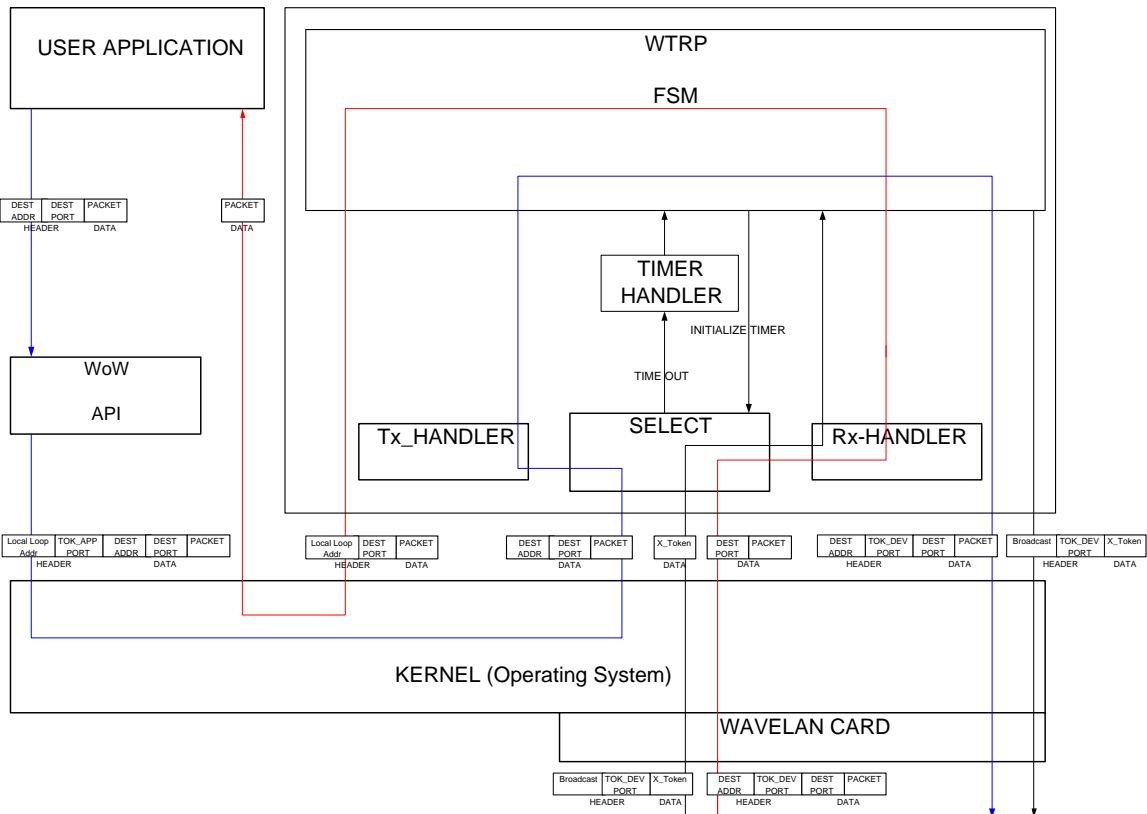 USER APPLICATION
WTRP
FSM
DEST DEST PACKET
ADDR PORT
HEADER DATA
PACKET
DATA
TIMER
HANDLER
INITIALIZE TIMER
TIME OUT
WoW
API
Tx_HANDLER
SELECT
Rx-HANDLER
Local Loop TOK_APP DEST DEST PACKET
Addr PORT ADDR PORT
HEADER DATA
Local Loop DEST PACKET
Addr PORT
HEADER DATA
DEST DEST PACKET
ADDR PORT
DATA
X_Token
DATA
DEST PACKET
PORT
DATA
DEST TOK_DEV DEST PACKET
ADDR PORT PORT
HEADER DATA
Broadcast TOK_DEV X_Token
PORT
HEADER DATA
KERNEL (Operating System)
WAVELAN CARD
Broadcast TOK_DEV X_Token
PORT
HEADER DATA
DEST TOK_DEV DEST PACKET
ADDR PORT PORT
HEADER DATA